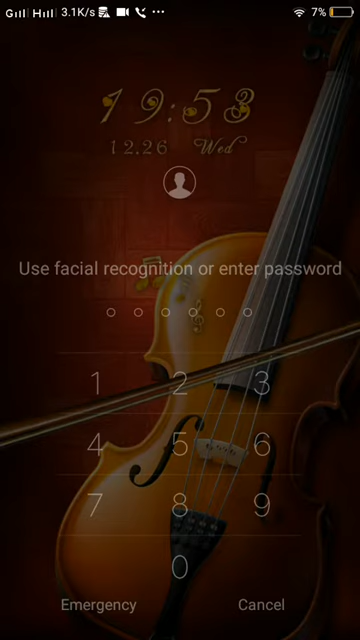 G H 3.1K/s ... 7%
19:53
12.26 Wed
Use facial recognition or enter password
1 2 3
4 5 6
7 8 9
0
Emergency Cancel